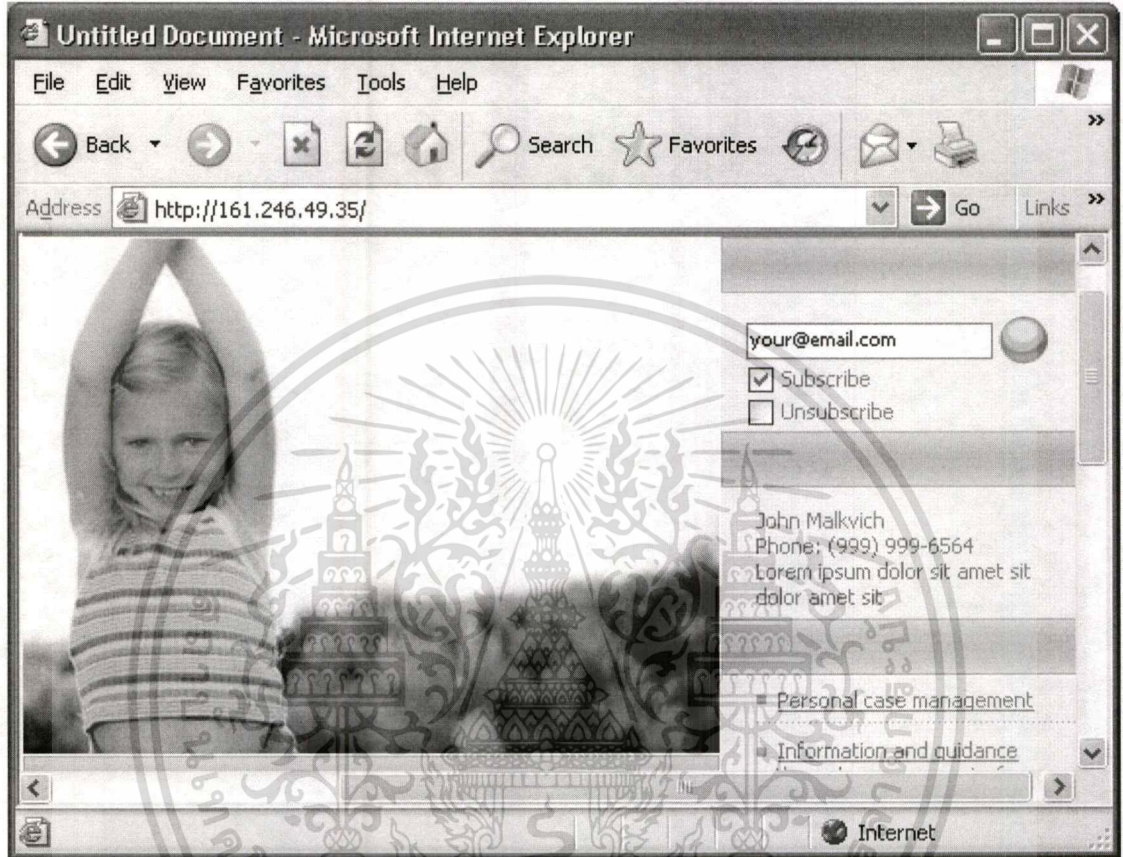 Untitled Document - Microsoft Internet Explorer
File Edit View Favorites Tools Help
Back Search Favorites »
Address http://161.246.49.35/ Go Links »
your@email.com
Subscribe
Unsubscribe
John Malkvich
Phone: (999) 999-6564
Lorem ipsum dolor sit amet sit
dolor amet sit
Personal case management
Information and guidance
Internet